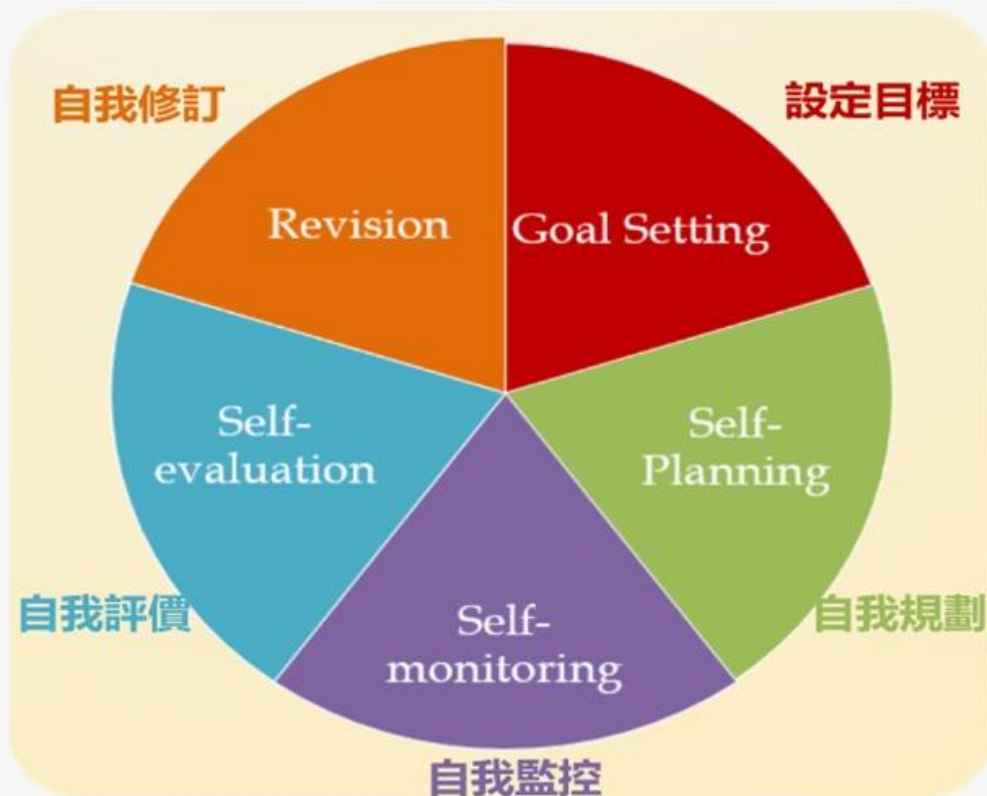 自我修訂
設定目標
Revision
Goal Setting
Self-
evaluation
Self-
Planning
自我評價
自我規劃
Self-
monitoring
自我監控